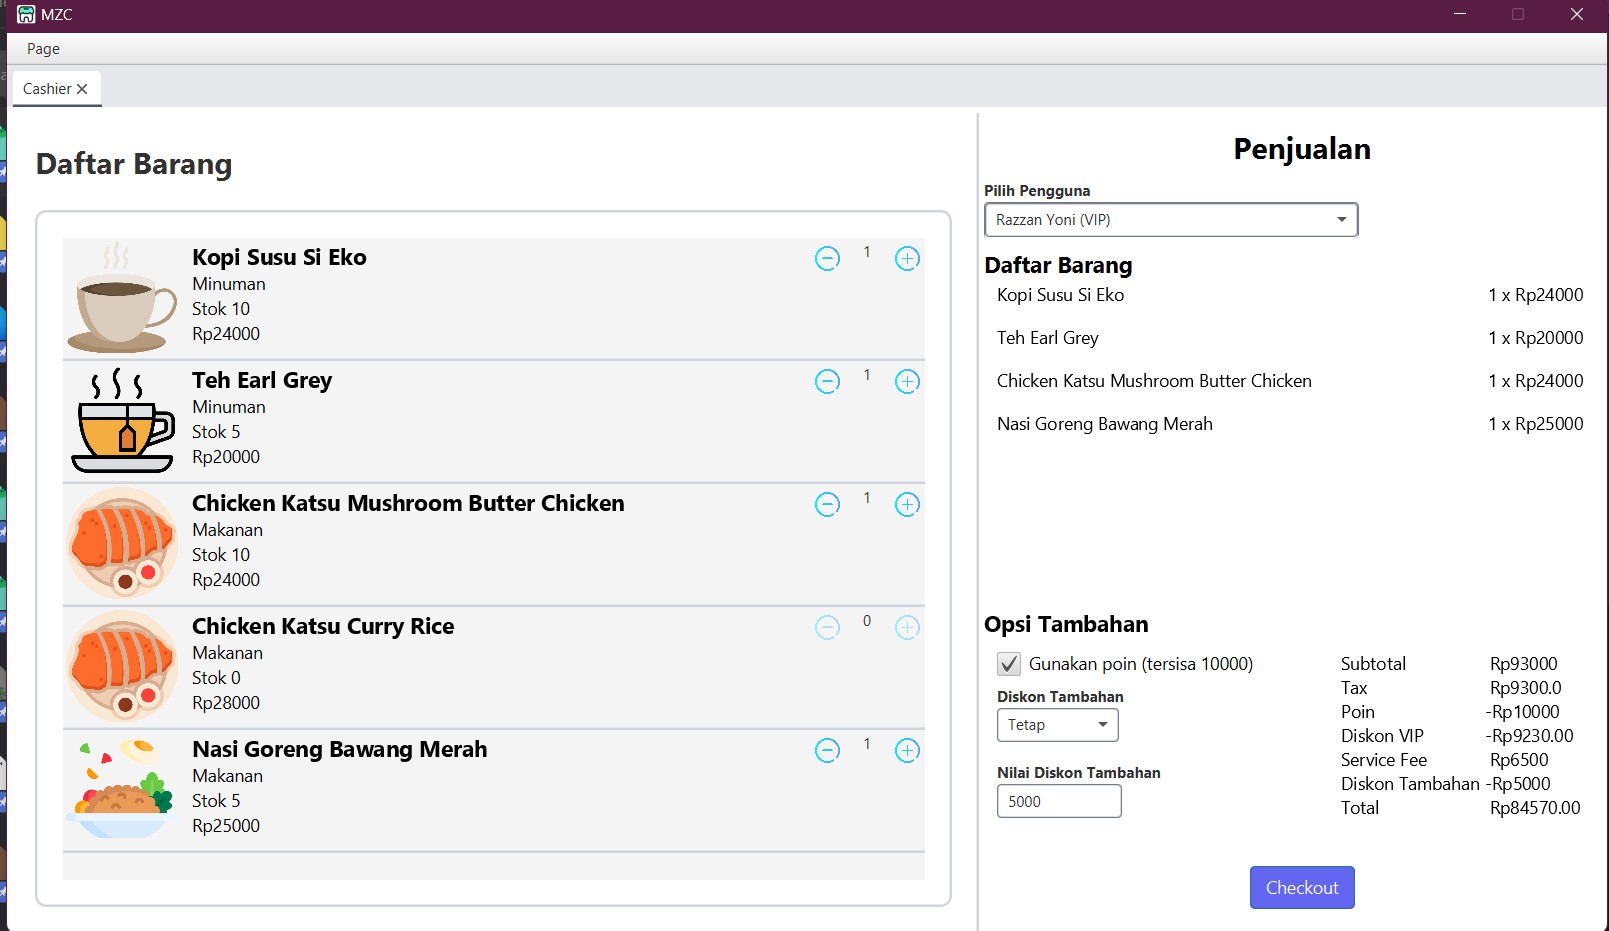 MZC
Page
Cashier
Daftar Barang
Kopi Susu Si Eko
Minuman
Stok 10
Rp24000
1
Teh Earl Grey
Minuman
Stok 5
Rp20000
1
Chicken Katsu Mushroom Butter Chicken
Makanan
Stok 10
Rp24000
1
Chicken Katsu Curry Rice
Makanan
Stok 0
Rp28000
0
Nasi Goreng Bawang Merah
Makanan
Stok 5
Rp25000
1
Penjualan
Pilih Pengguna
Razzan Yoni (VIP)
Daftar Barang
Kopi Susu Si Eko 1 x Rp24000
Teh Earl Grey 1 x Rp20000
Chicken Katsu Mushroom Butter Chicken 1 x Rp24000
Nasi Goreng Bawang Merah 1 x Rp25000
Opsi Tambahan
Gunakan poin (tersisa 10000)
Diskon Tambahan
Tetap
Nilai Diskon Tambahan
5000
Subtotal Rp93000
Tax Rp9300.0
Poin -Rp10000
Diskon VIP -Rp9230.00
Service Fee Rp6500
Diskon Tambahan -Rp5000
Total Rp84570.00
Checkout